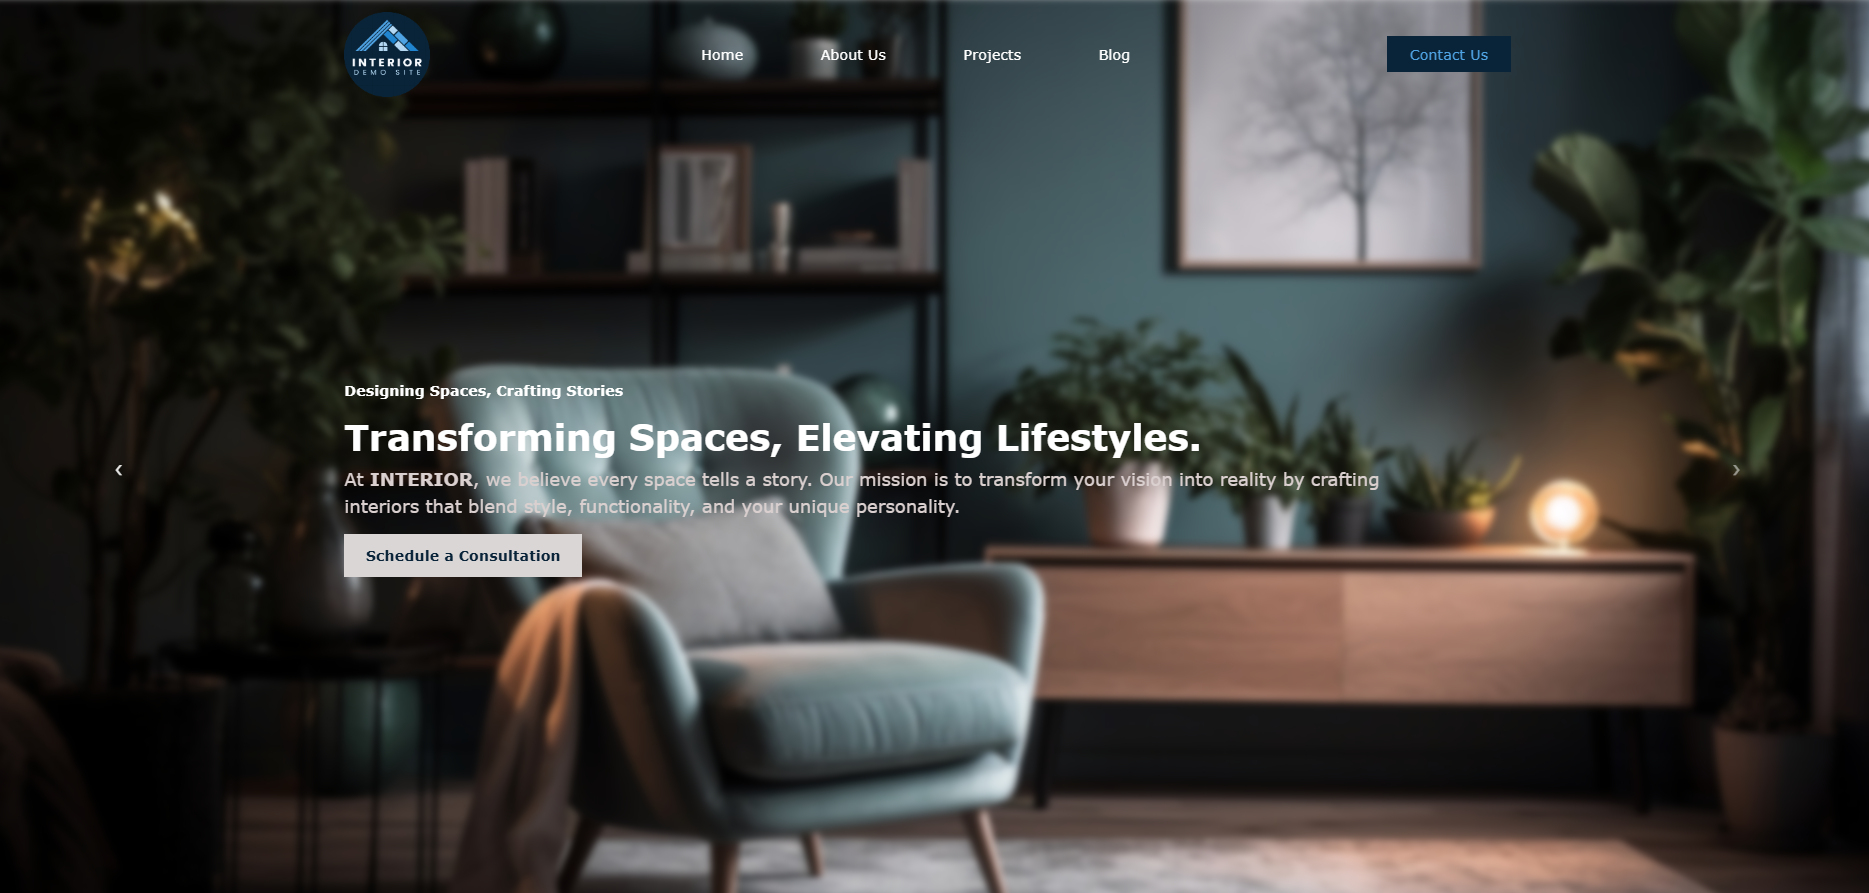 INTERIOR
DEMO SITE
Home
About Us
Projects
Blog
Contact Us
Designing Spaces, Crafting Stories
Transforming Spaces, Elevating Lifestyles.
At INTERIOR, we believe every space tells a story. Our mission is to transform your vision into reality by crafting
interiors that blend style, functionality, and your unique personality.
Schedule a Consultation